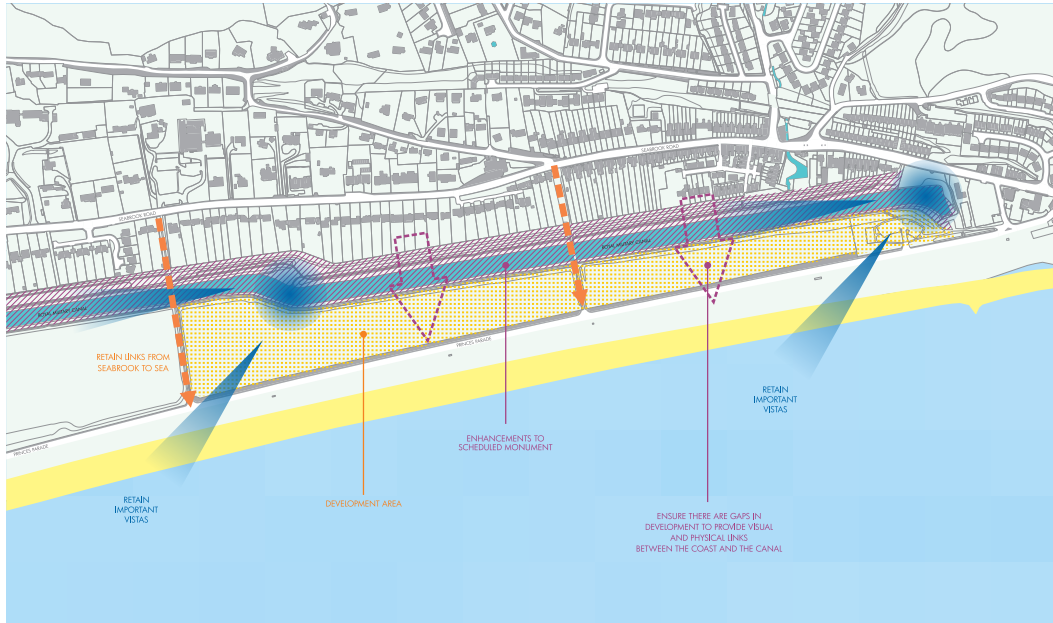 SEABROOK ROAD
SEABROOK ROAD
ROYAL MILITARY CANAL
ROYAL MILITARY CANAL
RETAIN LINKS FROM
SEABROOK TO SEA
PRINCES PARADE
PRINCES PARADE
RETAIN
IMPORTANT
VISTAS
ENHANCEMENTS TO
SCHEDULED MONUMENT
RETAIN
IMPORTANT
VISTAS
DEVELOPMENT AREA
ENSURE THERE ARE GAPS IN
DEVELOPMENT TO PROVIDE VISUAL
AND PHYSICAL LINKS
BETWEEN THE COAST AND THE CANAL